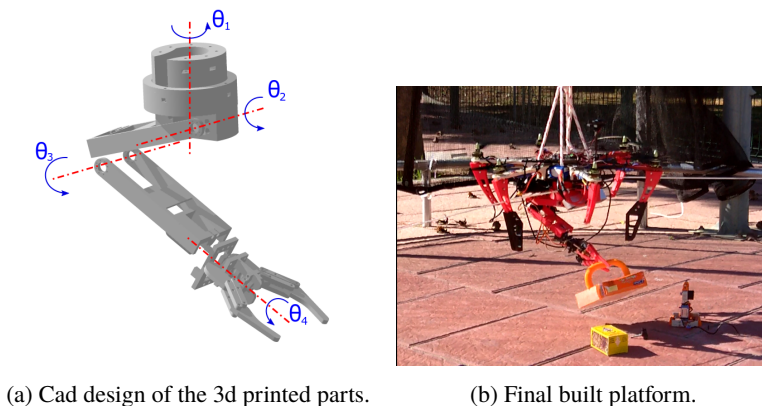 θ1
θ2
θ3
θ4
(a) Cad design of the 3d printed parts.
(b) Final built platform.